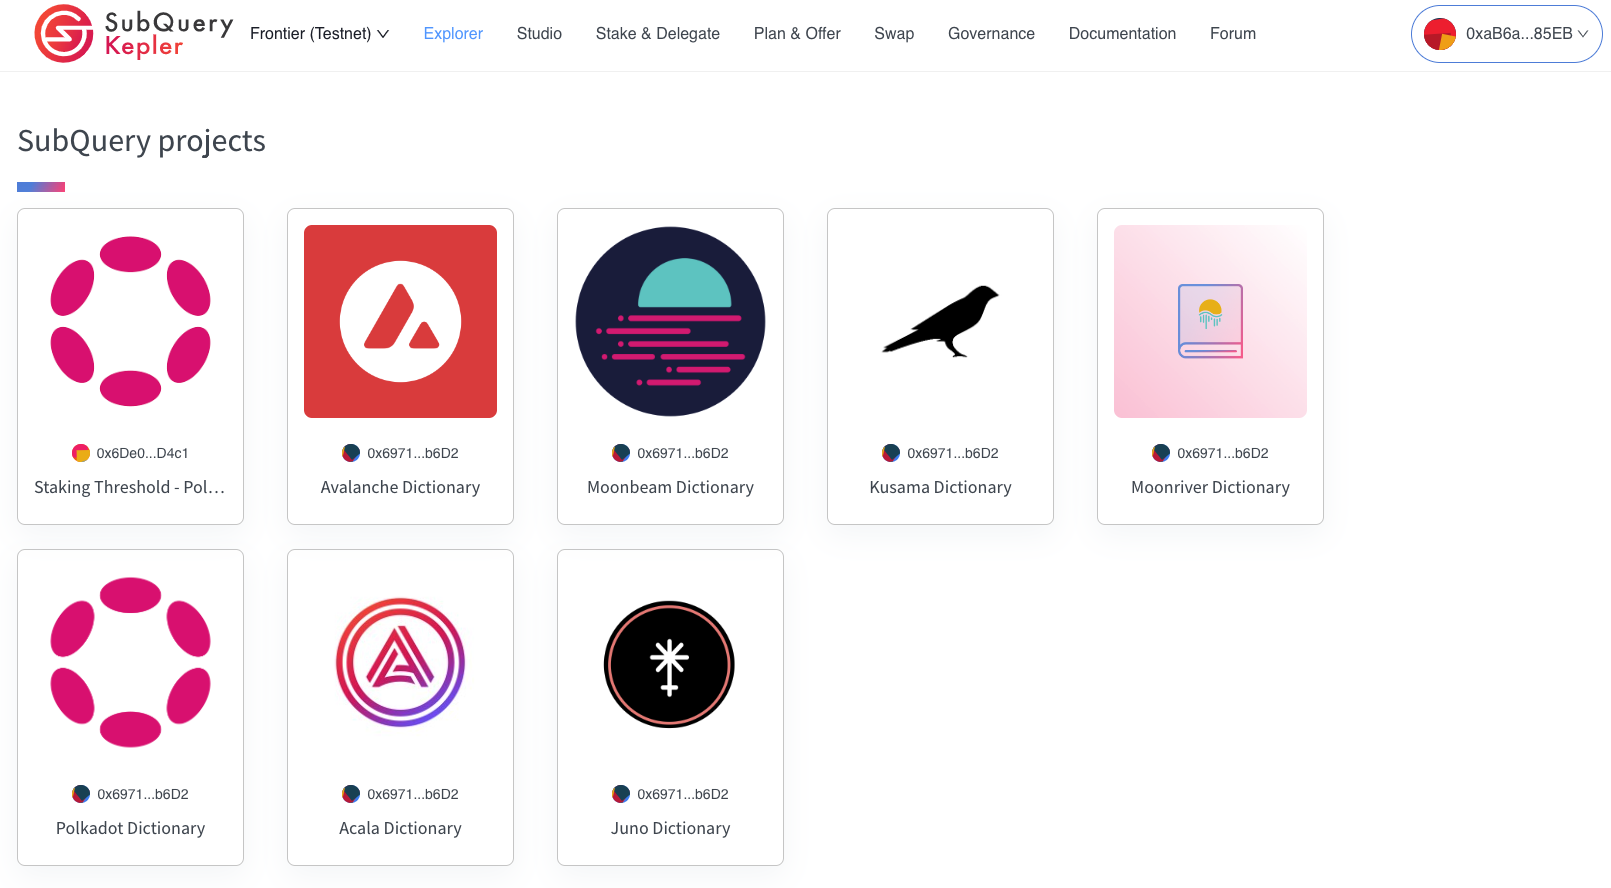 SubQuery
Kepler
Frontier (Testnet)
Explorer
Studio
Stake & Delegate
Plan & Offer
Swap
Governance
Documentation
Forum
0xaB6a...85EB
SubQuery projects
0x6De0...D4c1
Staking Threshold - Pol...
0x6971...b6D2
Avalanche Dictionary
0x6971...b6D2
Moonbeam Dictionary
0x6971...b6D2
Kusama Dictionary
0x6971...b6D2
Moonriver Dictionary
0x6971...b6D2
Polkadot Dictionary
0x6971...b6D2
Acala Dictionary
0x6971...b6D2
Juno Dictionary